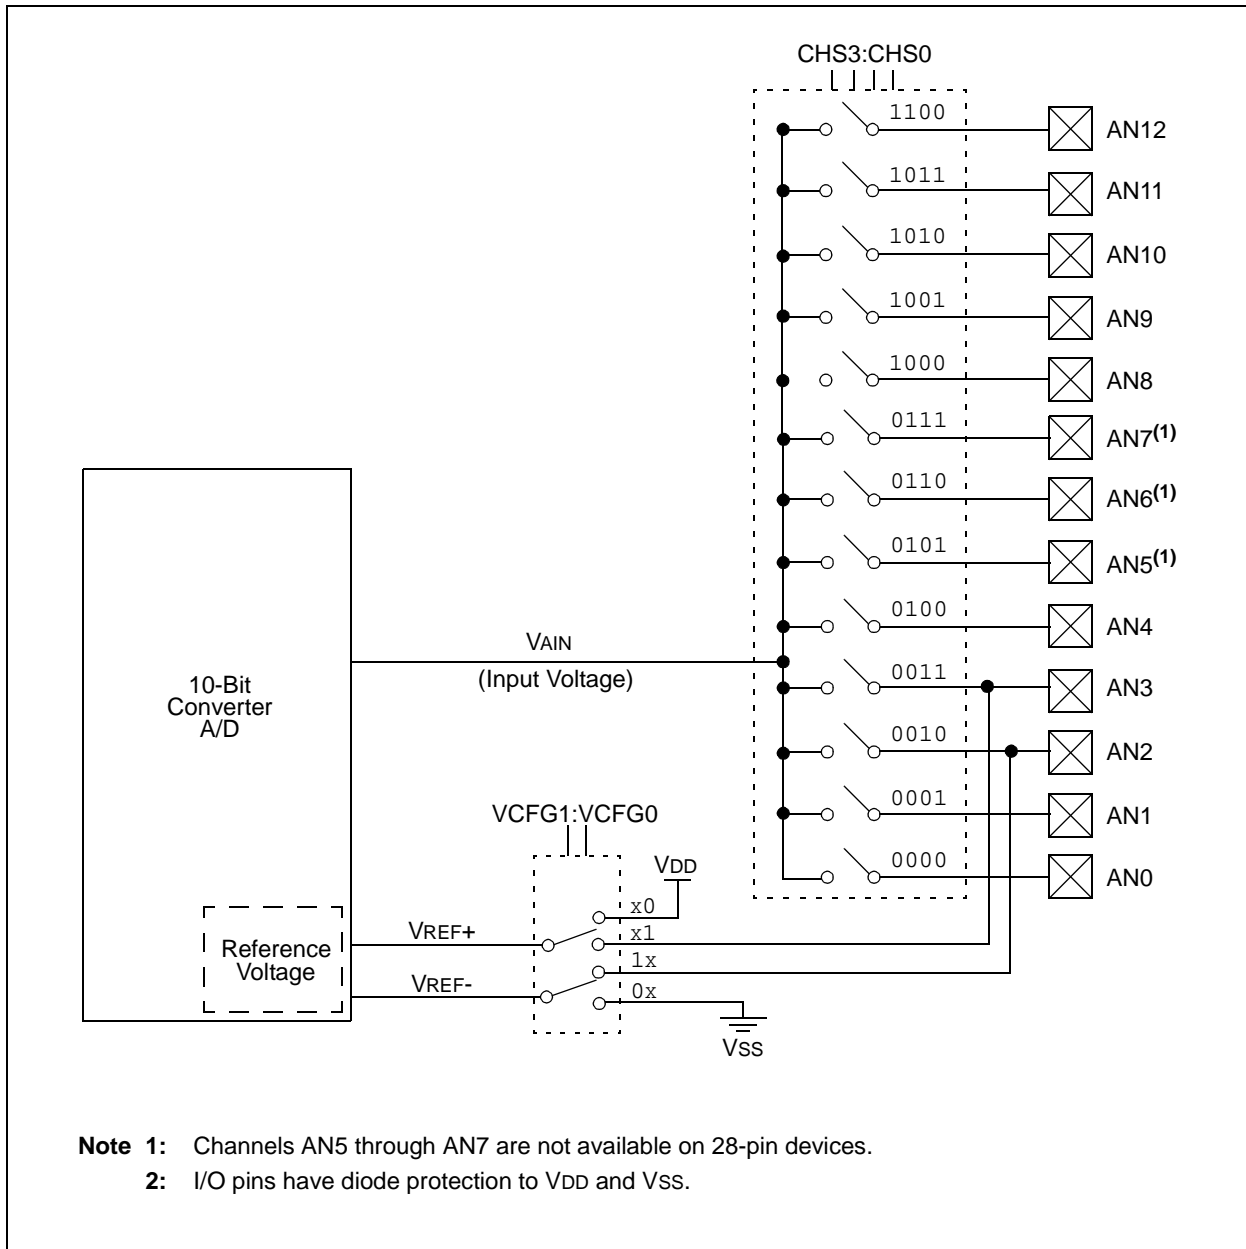 CHS3:CHS0
1100 AN12
1011 AN11
1010 AN10
1001 AN9
1000 AN8
0111 AN7(1)
0110 AN6(1)
0101 AN5(1)
0100 AN4
VAIN
(Input Voltage)
0011 AN3
10-Bit
Converter
A/D
0010 AN2
0001 AN1
VCFG1:VCFG0
0000 AN0
VDD
x0
VREF+
x1
Reference
Voltage
1x
VREF-
0x
VSS
Note 1: Channels AN5 through AN7 are not available on 28-pin devices.
2: I/O pins have diode protection to VDD and VSS.